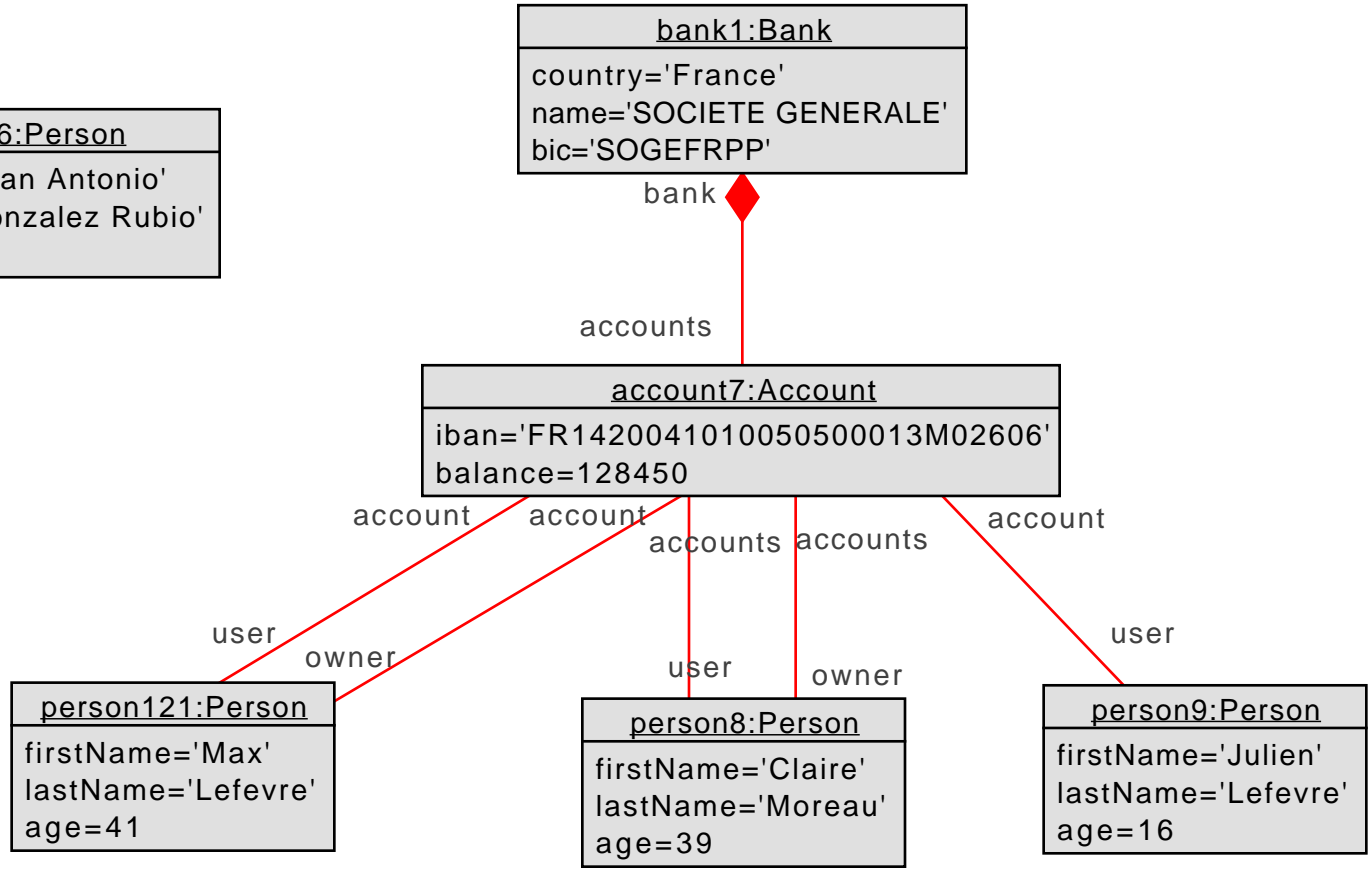 bank1:Bank
country='France'
name='SOCIETE GENERALE'
bic='SOGEFRPP'
6:Person
an Antonio'
onzalez Rubio'
bank
accounts
account7:Account
iban='FR1420041010050500013M02606'
balance=128450
account
account
accounts
accounts
account
user
owner
user
owner
user
person121:Person
firstName='Max'
lastName='Lefevre'
age=41
person8:Person
firstName='Claire'
lastName='Moreau'
age=39
person9:Person
firstName='Julien'
lastName='Lefevre'
age=16